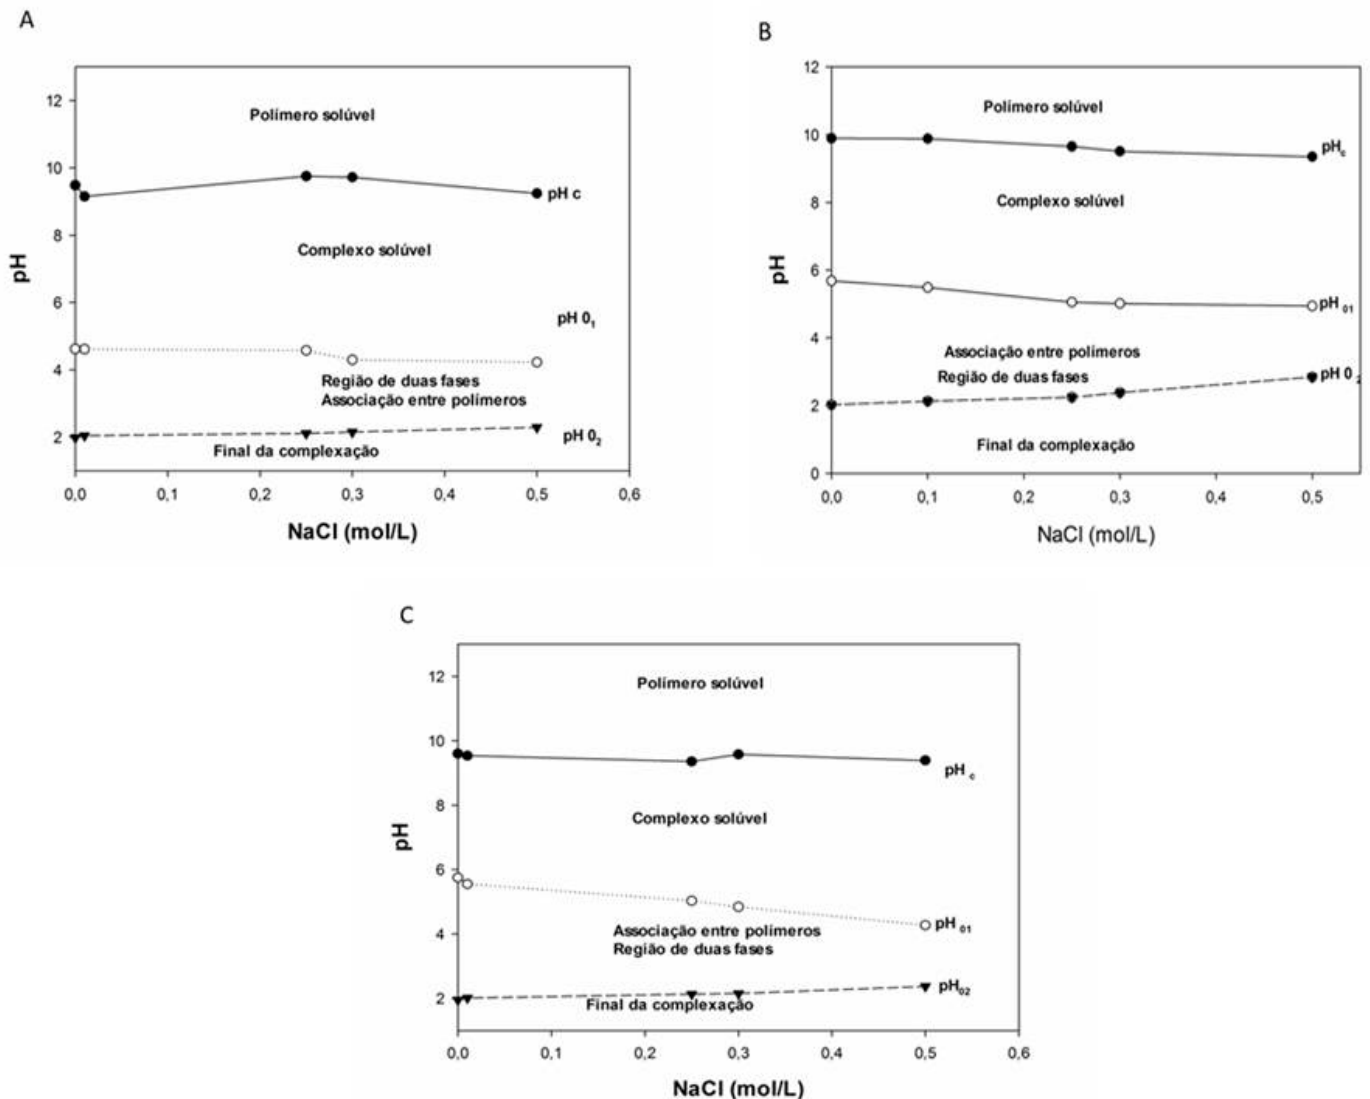 A
12
10
8
6
4
2
pH
Polímero solúvel
pH c
Complexo solúvel
pH 0₁
Região de duas fases
Associação entre polímeros
pH 0₂
Final da complexação
0,0 0,1 0,2 0,3 0,4 0,5 0,6
NaCl (mol/L)
B
12
10
8
6
4
2
0
pH
Polímero solúvel
pH c
Complexo solúvel
pH 01
Associação entre polímeros
Região de duas fases
pH 0 2
Final da complexação
0,0 0,1 0,2 0,3 0,4 0,5
NaCl (mol/L)
C
12
10
8
6
4
2
pH
Polímero solúvel
pH c
Complexo solúvel
pH 01
Associação entre polímeros
Região de duas fases
pH02
Final da complexação
0,0 0,1 0,2 0,3 0,4 0,5 0,6
NaCl (mol/L)